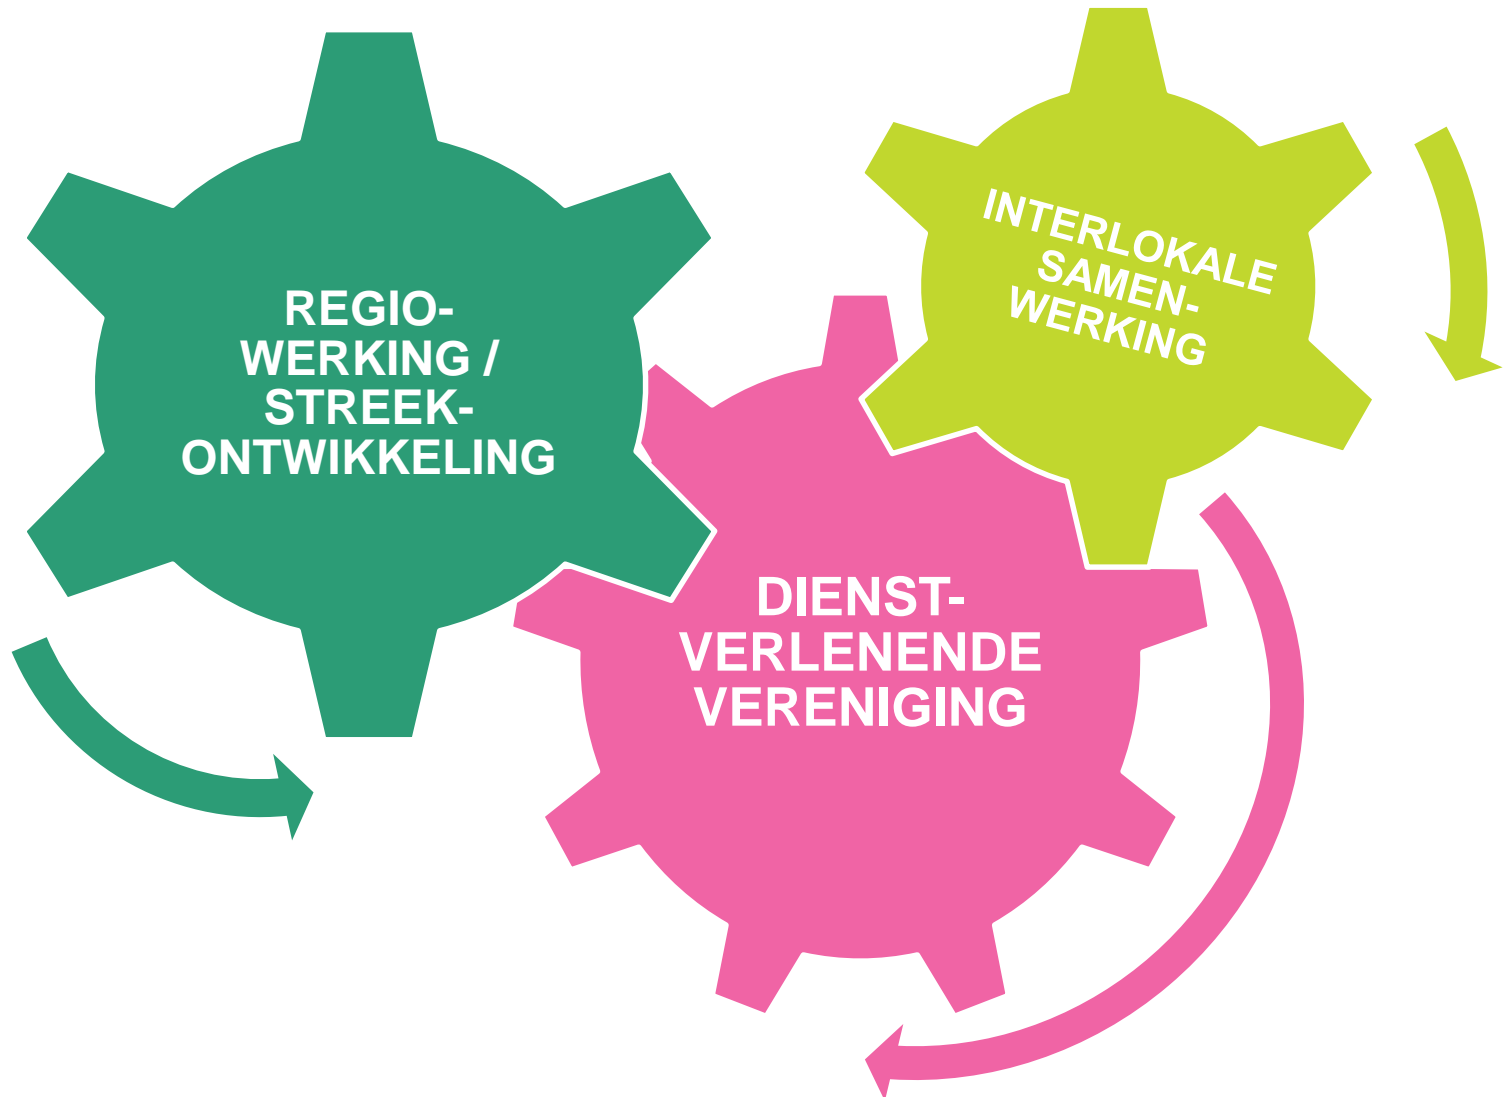 REGIO-
WERKING /
STREEK-
ONTWIKKELING
INTERLOKALE
SAMEN-
WERKING
DIENST-
VERLENENDE
VERENIGING